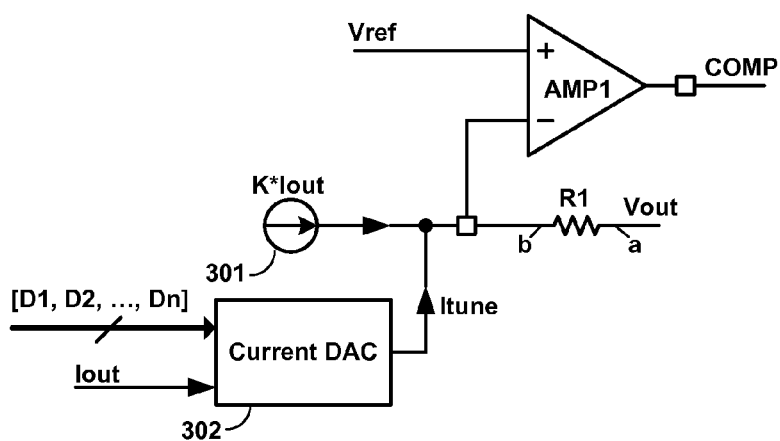 Vref
+
AMP1
−
COMP
K*Iout
301
R1
Vout
b
a
[D1, D2, ..., Dn]
Itune
Current DAC
Iout
302